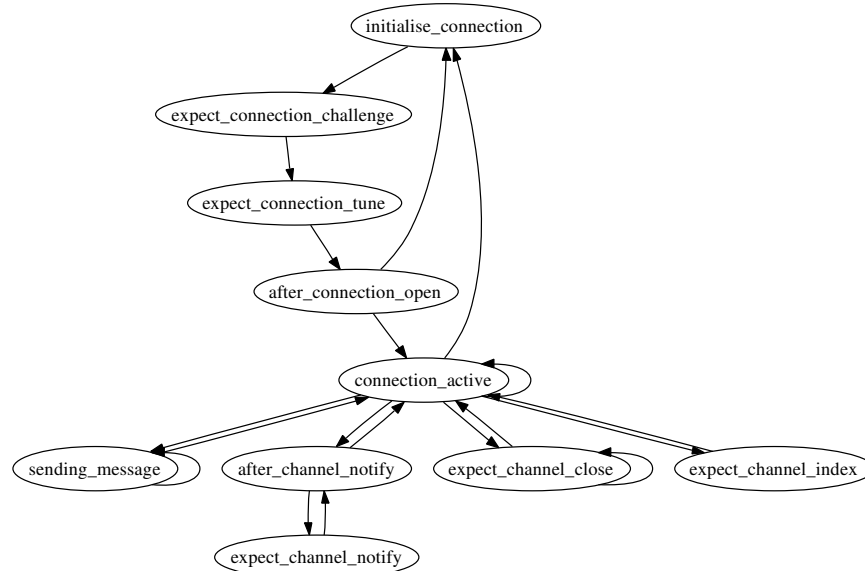 initialise_connection
expect_connection_challenge
expect_connection_tune
after_connection_open
connection_active
sending_message
after_channel_notify
expect_channel_close
expect_channel_index
expect_channel_notify